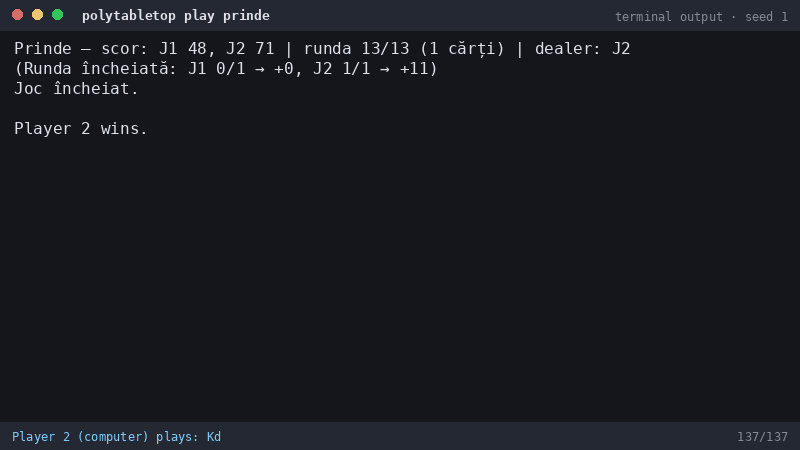 polytabletop play prinde
terminal output · seed 1
Prinde — scor: J1 48, J2 71 | runda 13/13 (1 cărți) | dealer: J2
(Runda încheiată: J1 0/1 → +0, J2 1/1 → +11)
Joc încheiat.
Player 2 wins.
Player 2 (computer) plays: Kd
137/137